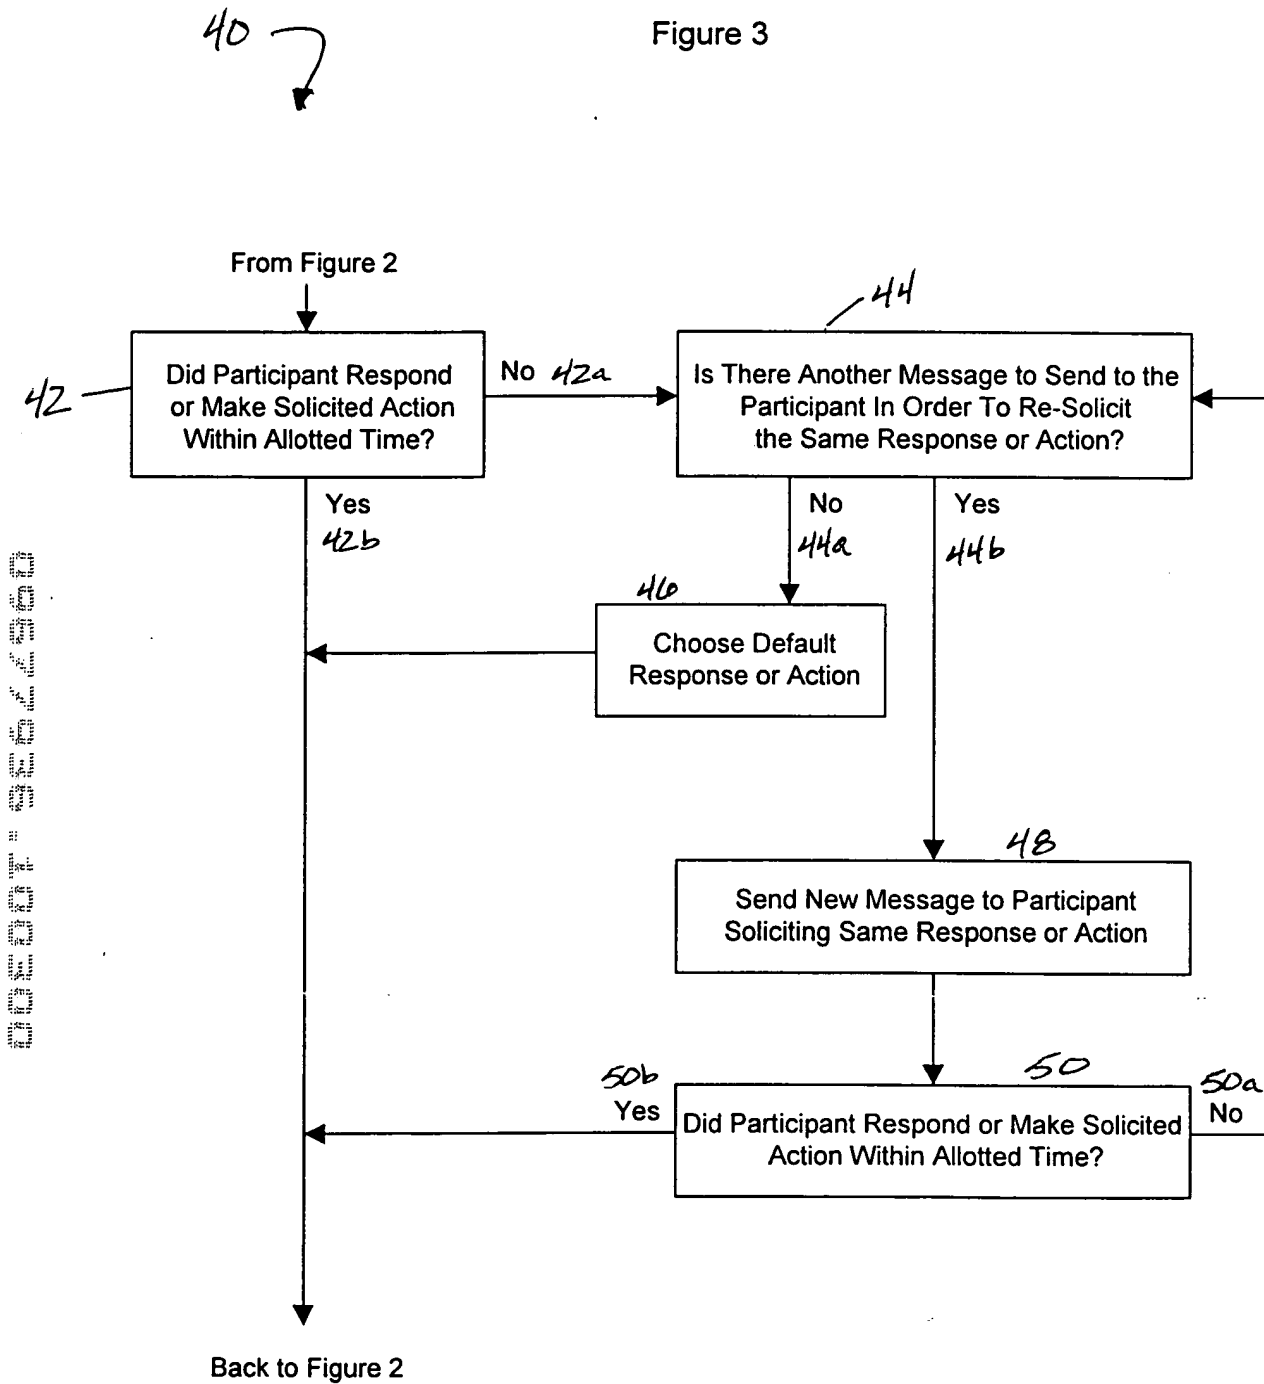 40
Figure 3
From Figure 2
44
42
Did Participant Respond
or Make Solicited Action
Within Allotted Time?
No 42a
Is There Another Message to Send to the
Participant In Order To Re-Solicit
the Same Response or Action?
Yes
42b
No
44a
Yes
44b
46
Choose Default
Response or Action
48
Send New Message to Participant
Soliciting Same Response or Action
50b
Yes
50
Did Participant Respond or Make Solicited
Action Within Allotted Time?
50a
No
Back to Figure 2